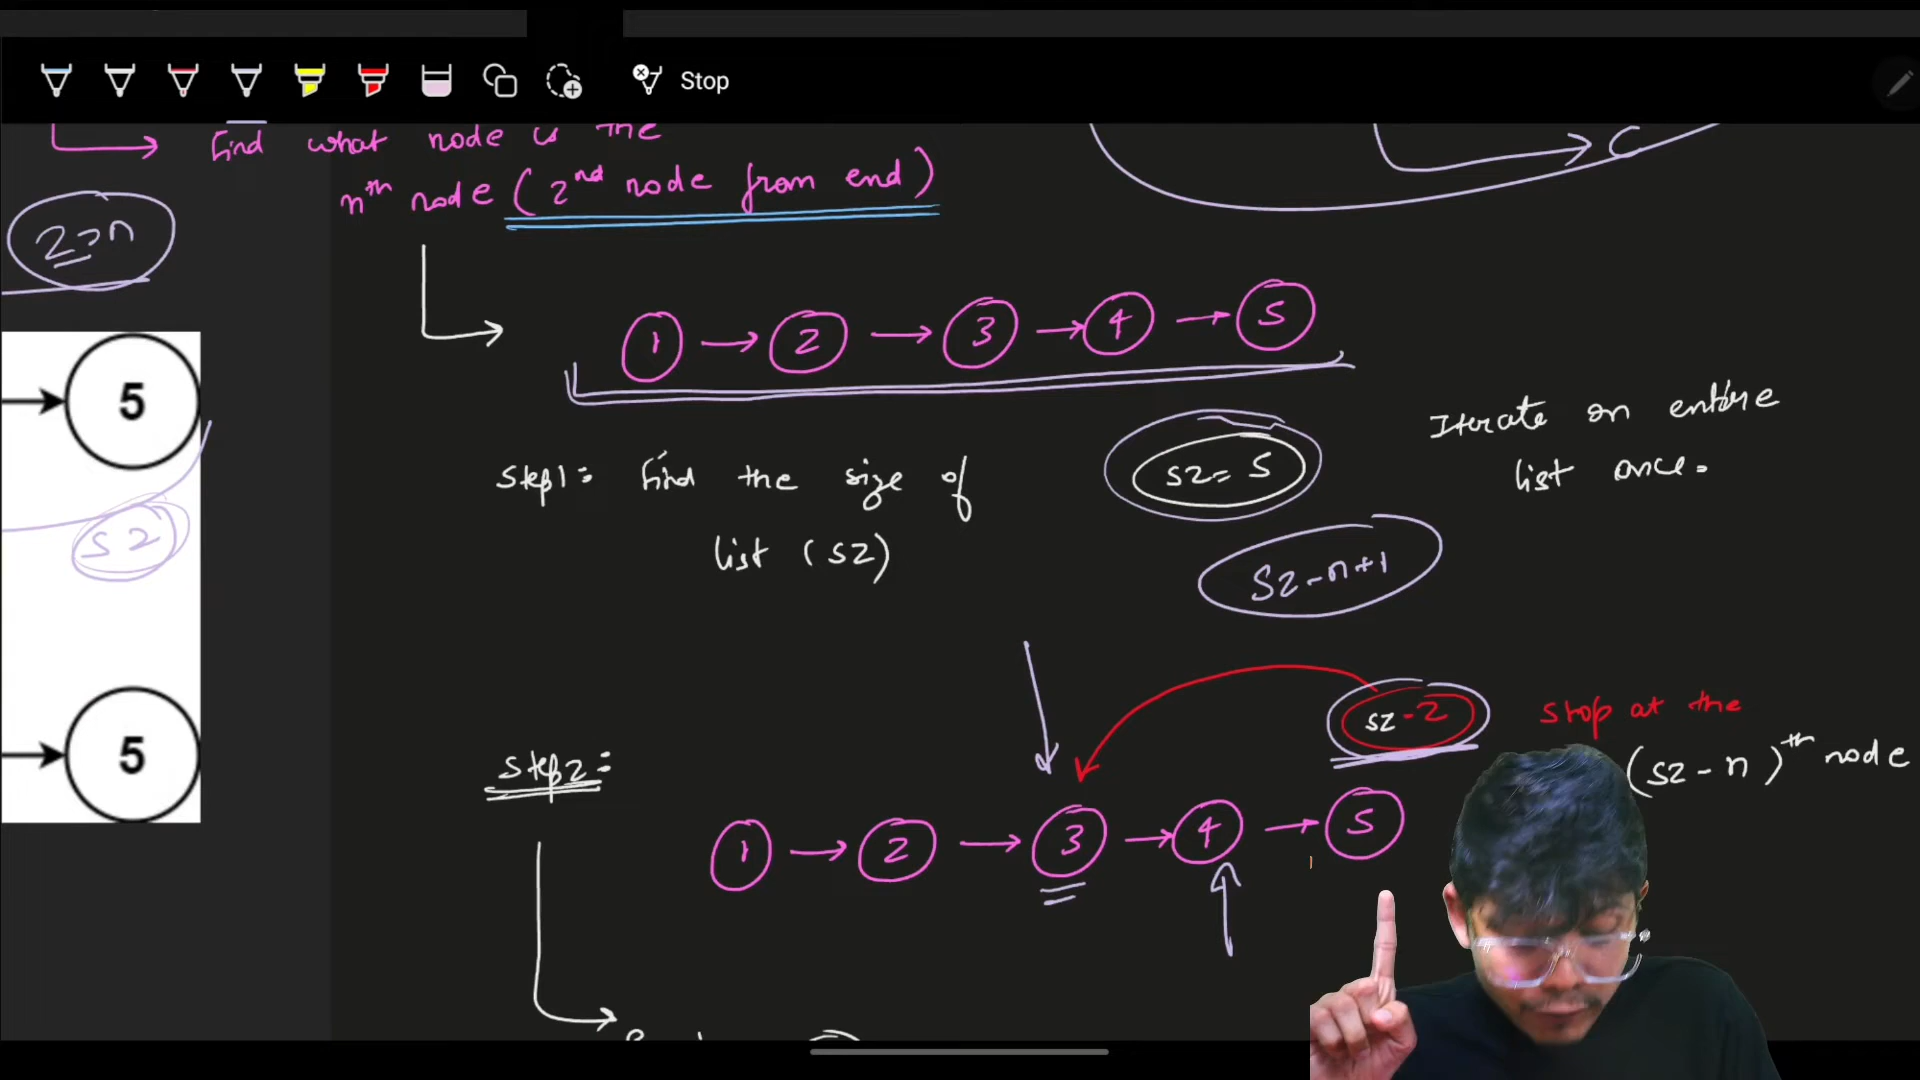 Stop
find what node is the
nth node (2nd node from end)
C
2=n
1 → 2 → 3 → 4 → 5
5
Step1: find the size of
list (sz)
sz = 5
Iterate on entire
list once.
sz
sz-n+1
sz-2
stop at the
(sz-n)th node
Step2:
1 → 2 → 3 → 4 → 5
5